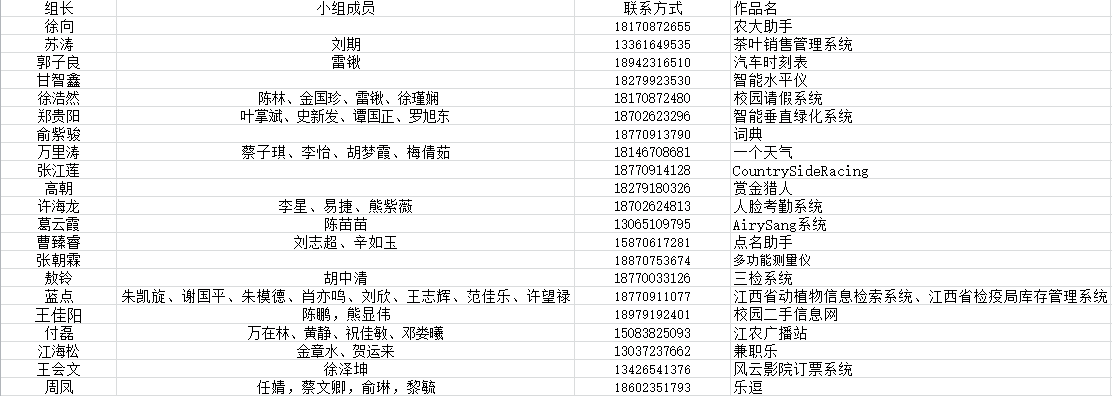 组长 小组成员 联系方式 作品名
徐向 18170872655 农大助手
苏涛 刘期 13361649535 茶叶销售管理系统
郭子良 雷锹 18942316510 汽车时刻表
甘智鑫 18279923530 智能水平仪
徐浩然 陈林、金国珍、雷锹、徐瑾娴 18170872480 校园请假系统
郑贵阳 叶掌斌、史新发、谭国正、罗旭东 18702623296 智能垂直绿化系统
俞紫骏 18770913790 词典
万里涛 蔡子琪、李怡、胡梦霞、梅倩茹 18146708681 一个天气
张江莲 18770914128 CountrySideRacing
高朝 18279180326 赏金猎人
许海龙 李星、易捷、熊紫薇 18702624813 人脸考勤系统
葛云霞 陈苗苗 13065109795 AirySang系统
曹臻睿 刘志超、辛如玉 15870617281 点名助手
张朝霖 18870753674 多功能测量仪
敖铃 胡中清 18770033126 三检系统
蓝点 朱凯旋、谢国平、朱模德、肖亦鸣、刘欣、王志辉、范佳乐、许望禄 18770911077 江西省动植物信息检索系统、江西省检疫局库存管理系统
王佳阳 陈鹏，熊显伟 18979192401 校园二手信息网
付磊 万在林、黄静、祝佳敏、邓娄曦 15083825093 江农广播站
江海松 金章水、贺运来 13037237662 兼职乐
王会文 徐泽坤 13426541376 风云影院订票系统
周凤 任婧，蔡文卿，俞琳，黎毓 18602351793 乐逗